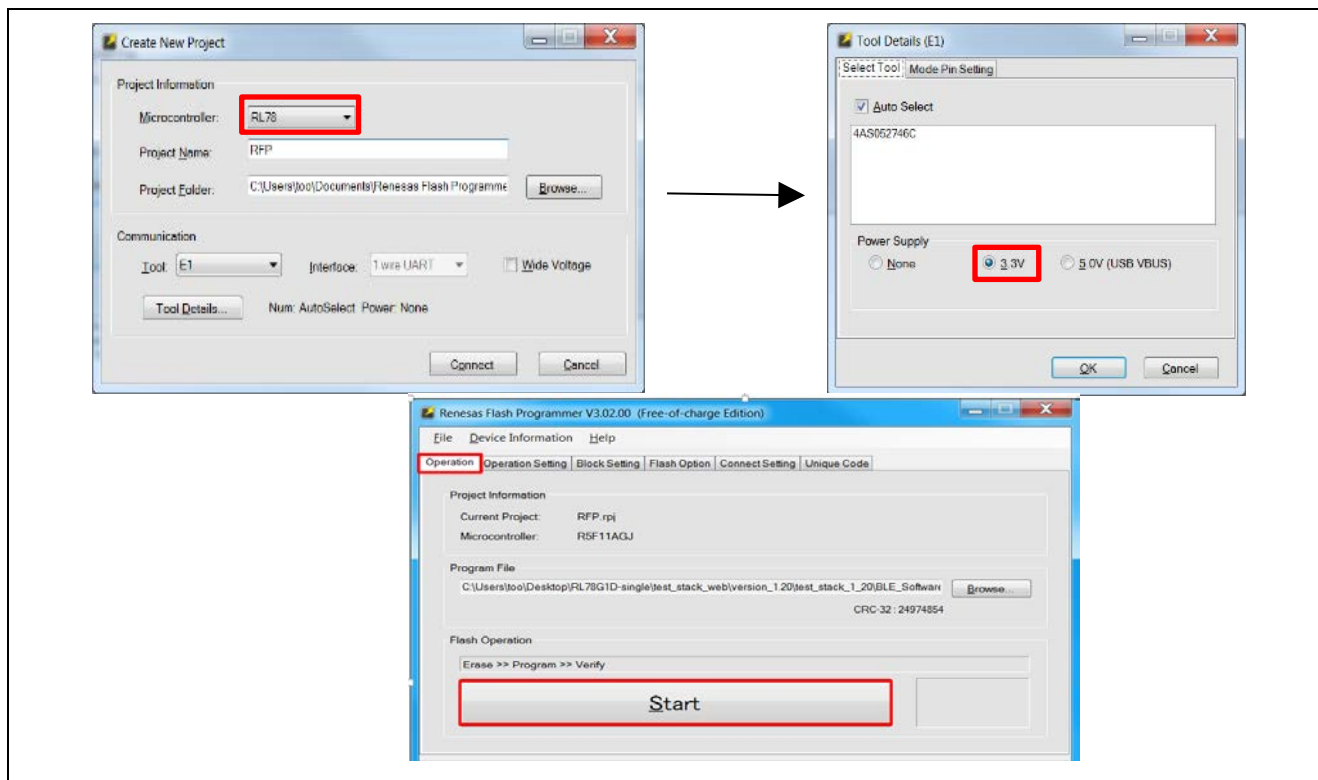 Create New Project
Project Information
Microcontroller: RL78
Project Name: RFP
Project Folder: C:\Users\too\Documents\Renesas Flash Programme Browse...
Communication
Tool: E1 Interface: 1 wire UART Wide Voltage
Tool Details... Num: AutoSelect Power: None
Connect Cancel
Tool Details (E1)
Select Tool Mode Pin Setting
Auto Select
4AS052746C
Power Supply
None 3.3V 5.0V (USB VBUS)
OK Cancel
Renesas Flash Programmer V3.02.00 (Free-of-charge Edition)
File Device Information Help
Operation Operation Setting Block Setting Flash Option Connect Setting Unique Code
Project Information
Current Project: RFP.rpj
Microcontroller: R5F11AGJ
Program File
C:\Users\too\Desktop\RL78G1D-single\test_stack_web\version_1.20\test_stack_1_20\BLE_Software Browse...
CRC-32 : 24974854
Flash Operation
Erase >> Program >> Verify
Start